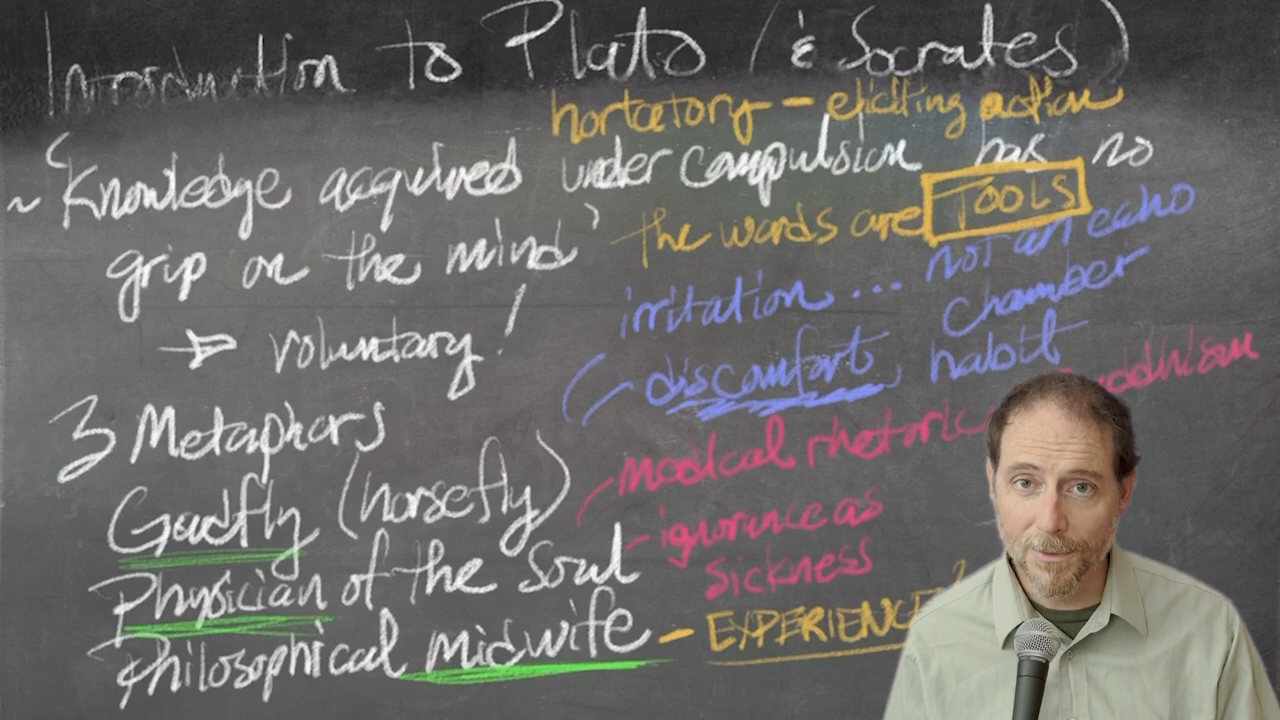 Introduction to Plato (& Socrates)
hortatory - eliciting action
~ 'Knowledge acquired under compulsion has no
grip on the mind'
the words are TOOLS
→ voluntary!
irritation... not an echo
chamber
discomfort, habit
3 Metaphors
medical rhetoric Buddhism
Gadfly (horsefly)
- ignorance as
sickness
Physician of the Soul
Philosophical midwife - EXPERIENCE?